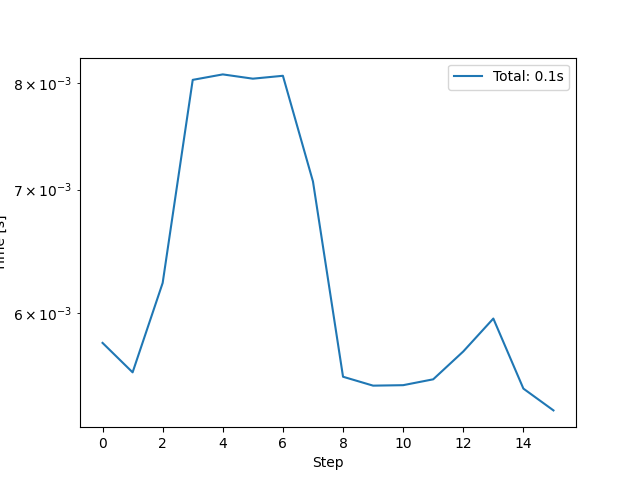 Total: 0.1s
8 × 10⁻³
7 × 10⁻³
6 × 10⁻³
[s]
0 2 4 6 8 10 12 14
Step